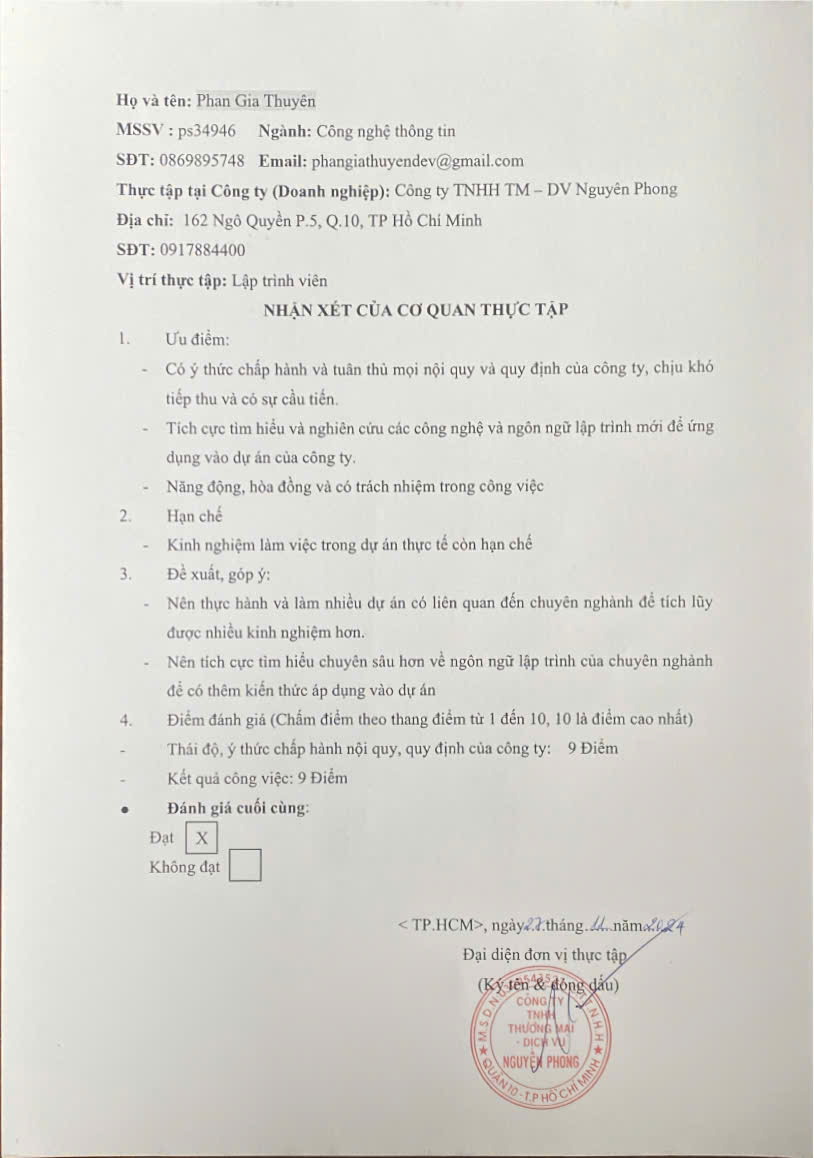 Họ và tên: Phan Gia Thuyên
MSSV : ps34946 Ngành: Công nghệ thông tin
SĐT: 0869895748 Email: phangiathuyendev@gmail.com
Thực tập tại Công ty (Doanh nghiệp): Công ty TNHH TM – DV Nguyên Phong
Địa chỉ: 162 Ngô Quyền P.5, Q.10, TP Hồ Chí Minh
SĐT: 0917884400
Vị trí thực tập: Lập trình viên
NHẬN XÉT CỦA CƠ QUAN THỰC TẬP
1. Ưu điểm:
- Có ý thức chấp hành và tuân thủ mọi nội quy và quy định của công ty, chịu khó
tiếp thu và có sự cầu tiến.
- Tích cực tìm hiểu và nghiên cứu các công nghệ và ngôn ngữ lập trình mới để ứng
dụng vào dự án của công ty.
- Năng động, hòa đồng và có trách nhiệm trong công việc
2. Hạn chế
- Kinh nghiệm làm việc trong dự án thực tế còn hạn chế
3. Đề xuất, góp ý:
- Nên thực hành và làm nhiều dự án có liên quan đến chuyên nghành để tích lũy
được nhiều kinh nghiệm hơn.
- Nên tích cực tìm hiểu chuyên sâu hơn về ngôn ngữ lập trình của chuyên nghành
để có thêm kiến thức áp dụng vào dự án
4. Điểm đánh giá (Chấm điểm theo thang điểm từ 1 đến 10, 10 là điểm cao nhất)
- Thái độ, ý thức chấp hành nội quy, quy định của công ty: 9 Điểm
- Kết quả công việc: 9 Điểm
• Đánh giá cuối cùng:
Đạt X
Không đạt
< TP.HCM>, ngày 27 tháng 11 năm 2024
Đại diện đơn vị thực tập
(Ký tên & đóng dấu)
CÔNG TY
TNHH
THƯƠNG MẠI
- DỊCH VỤ
NGUYÊN PHONG
QUẬN 10 - T.P HỒ CHÍ MINH